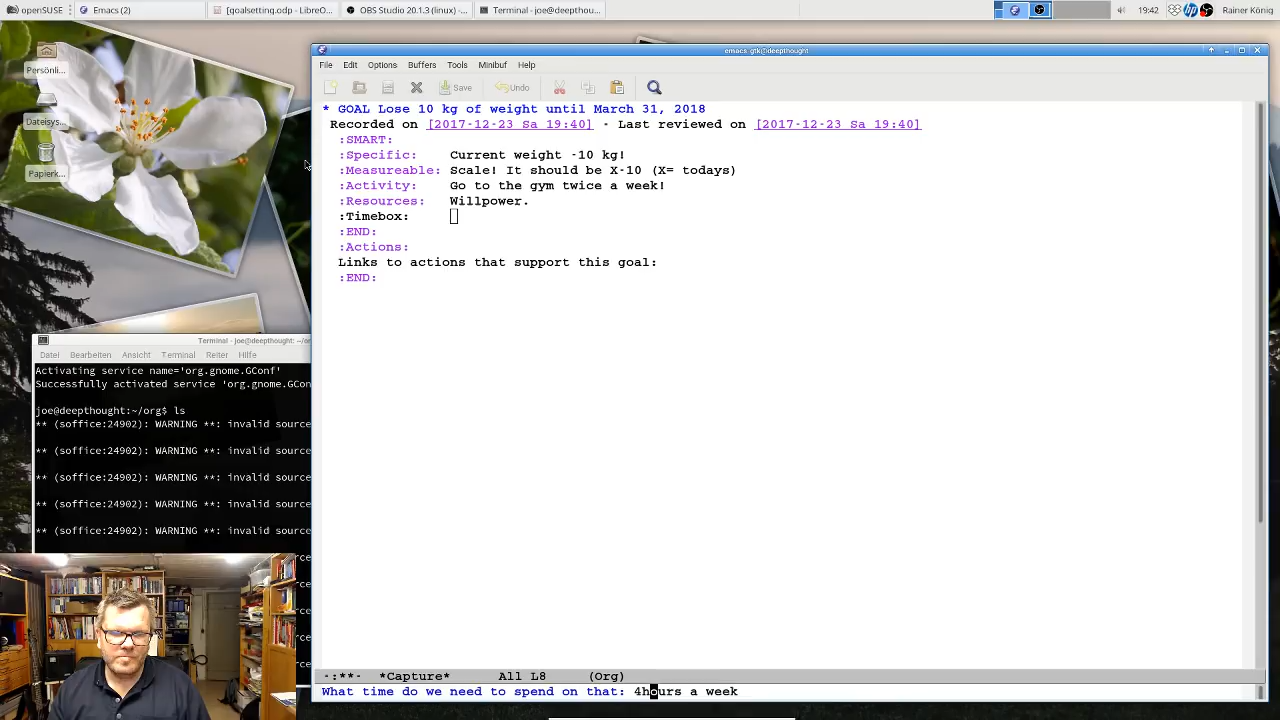 openSUSE
Emacs (2)
[goalsetting.odp - LibreO...
OBS Studio 20.1.3 (linux) -...
Terminal - joe@deeptho...
19:42
Rainer König
Persönli...
Dateisys...
Papierk...
emacs.gtk@deepthought
File Edit Options Buffers Tools Minibuf Help
Save
Undo
* GOAL Lose 10 kg of weight until March 31, 2018
Recorded on [2017-12-23 Sa 19:40] - Last reviewed on [2017-12-23 Sa 19:40]
:SMART:
:Specific: Current weight -10 kg!
:Measureable: Scale! It should be X-10 (X= todays)
:Activity: Go to the gym twice a week!
:Resources: Willpower.
:Timebox:
:END:
:Actions:
Links to actions that support this goal:
:END:
Terminal - joe@deepthought: ~/o
Datei Bearbeiten Ansicht Terminal Reiter Hilfe
Activating service name='org.gnome.GConf'
Successfully activated service 'org.gnome.GCon
joe@deepthought:~/org$ ls
** (soffice:24902): WARNING **: invalid source
** (soffice:24902): WARNING **: invalid source
** (soffice:24902): WARNING **: invalid source
** (soffice:24902): WARNING **: invalid source
** (soffice:24902): WARNING **: invalid source
-:**- *Capture* All L8 (Org)
What time do we need to spend on that: 4hours a week